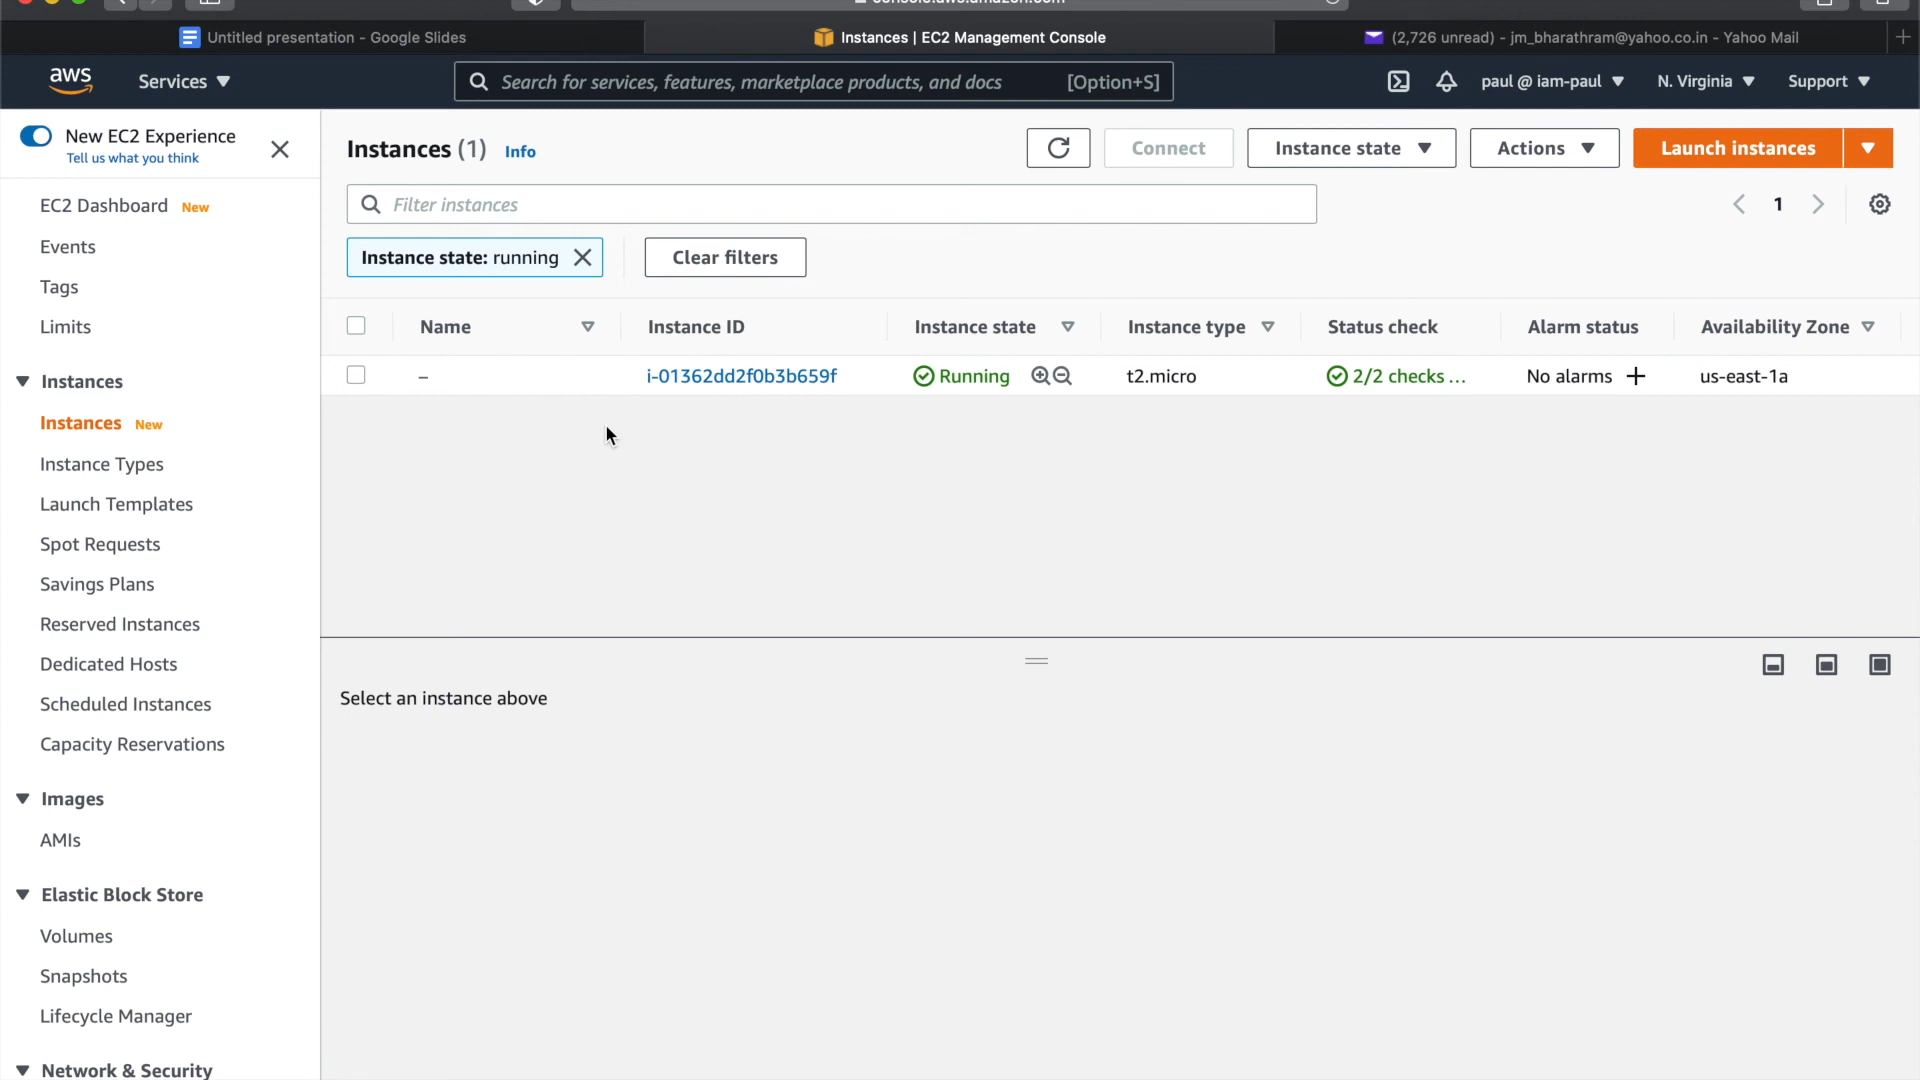 console.aws.amazon.com
Untitled presentation - Google Slides
Instances | EC2 Management Console
(2,726 unread) - jm_bharathram@yahoo.co.in - Yahoo Mail
aws
Services
Search for services, features, marketplace products, and docs [Option+S]
paul @ iam-paul
N. Virginia
Support
New EC2 Experience
Tell us what you think
EC2 Dashboard New
Events
Tags
Limits
Instances
Instances New
Instance Types
Launch Templates
Spot Requests
Savings Plans
Reserved Instances
Dedicated Hosts
Scheduled Instances
Capacity Reservations
Images
AMIs
Elastic Block Store
Volumes
Snapshots
Lifecycle Manager
Network & Security
Instances (1) Info
Connect
Instance state
Actions
Launch instances
Filter instances
1
Instance state: running
Clear filters
Name Instance ID Instance state Instance type Status check Alarm status Availability Zone
– i-01362dd2f0b3b659f Running t2.micro 2/2 checks ... No alarms + us-east-1a
Select an instance above